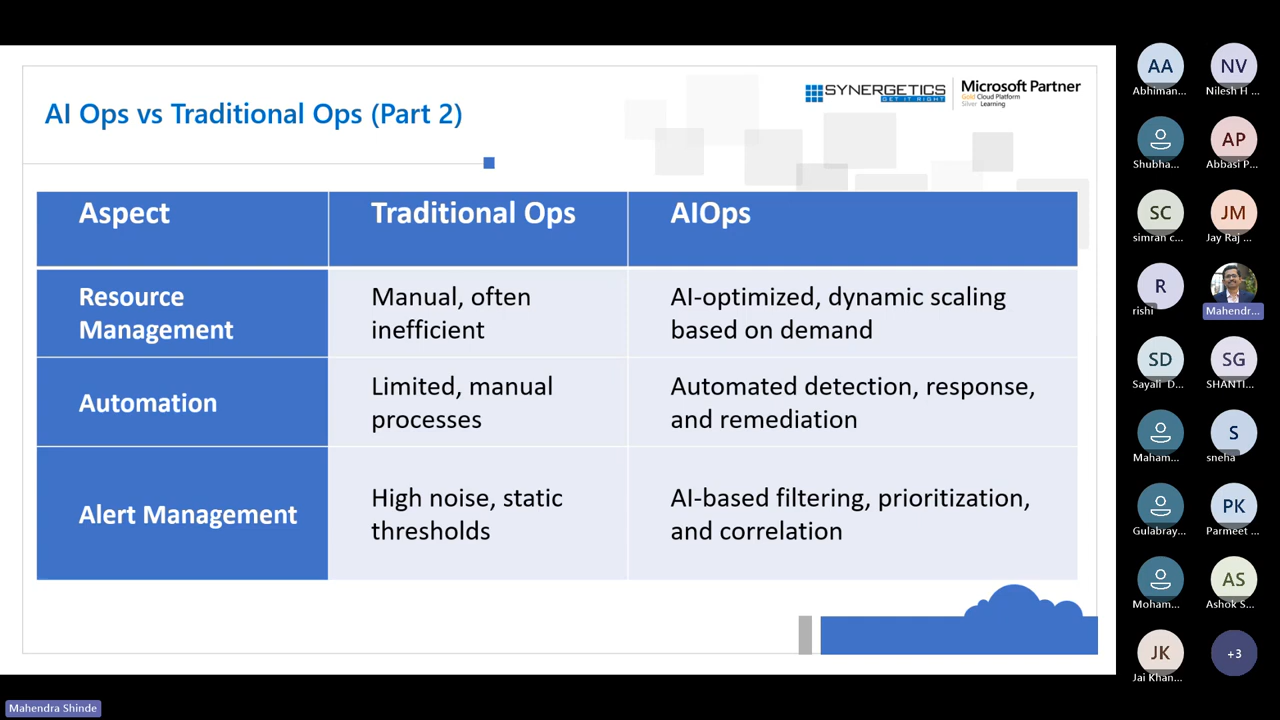 AI Ops vs Traditional Ops (Part 2)
SYNERGETICS
GET IT RIGHT
Microsoft Partner
Gold Cloud Platform
Silver Learning
Aspect
Traditional Ops
AIOps
Resource
Management
Manual, often
inefficient
AI-optimized, dynamic scaling
based on demand
Automation
Limited, manual
processes
Automated detection, response,
and remediation
Alert Management
High noise, static
thresholds
AI-based filtering, prioritization,
and correlation
AA
Abhiman...
NV
Nilesh H ...
Shubha...
AP
Abbasi P...
SC
simran c...
JM
Jay Raj ...
R
rishi
Mahendr...
SD
Sayali D...
SG
SHANTI...
Maham...
S
sneha
Gulabray...
PK
Parmeet ...
Moham...
AS
Ashok S...
JK
Jai Khan...
+3
Mahendra Shinde